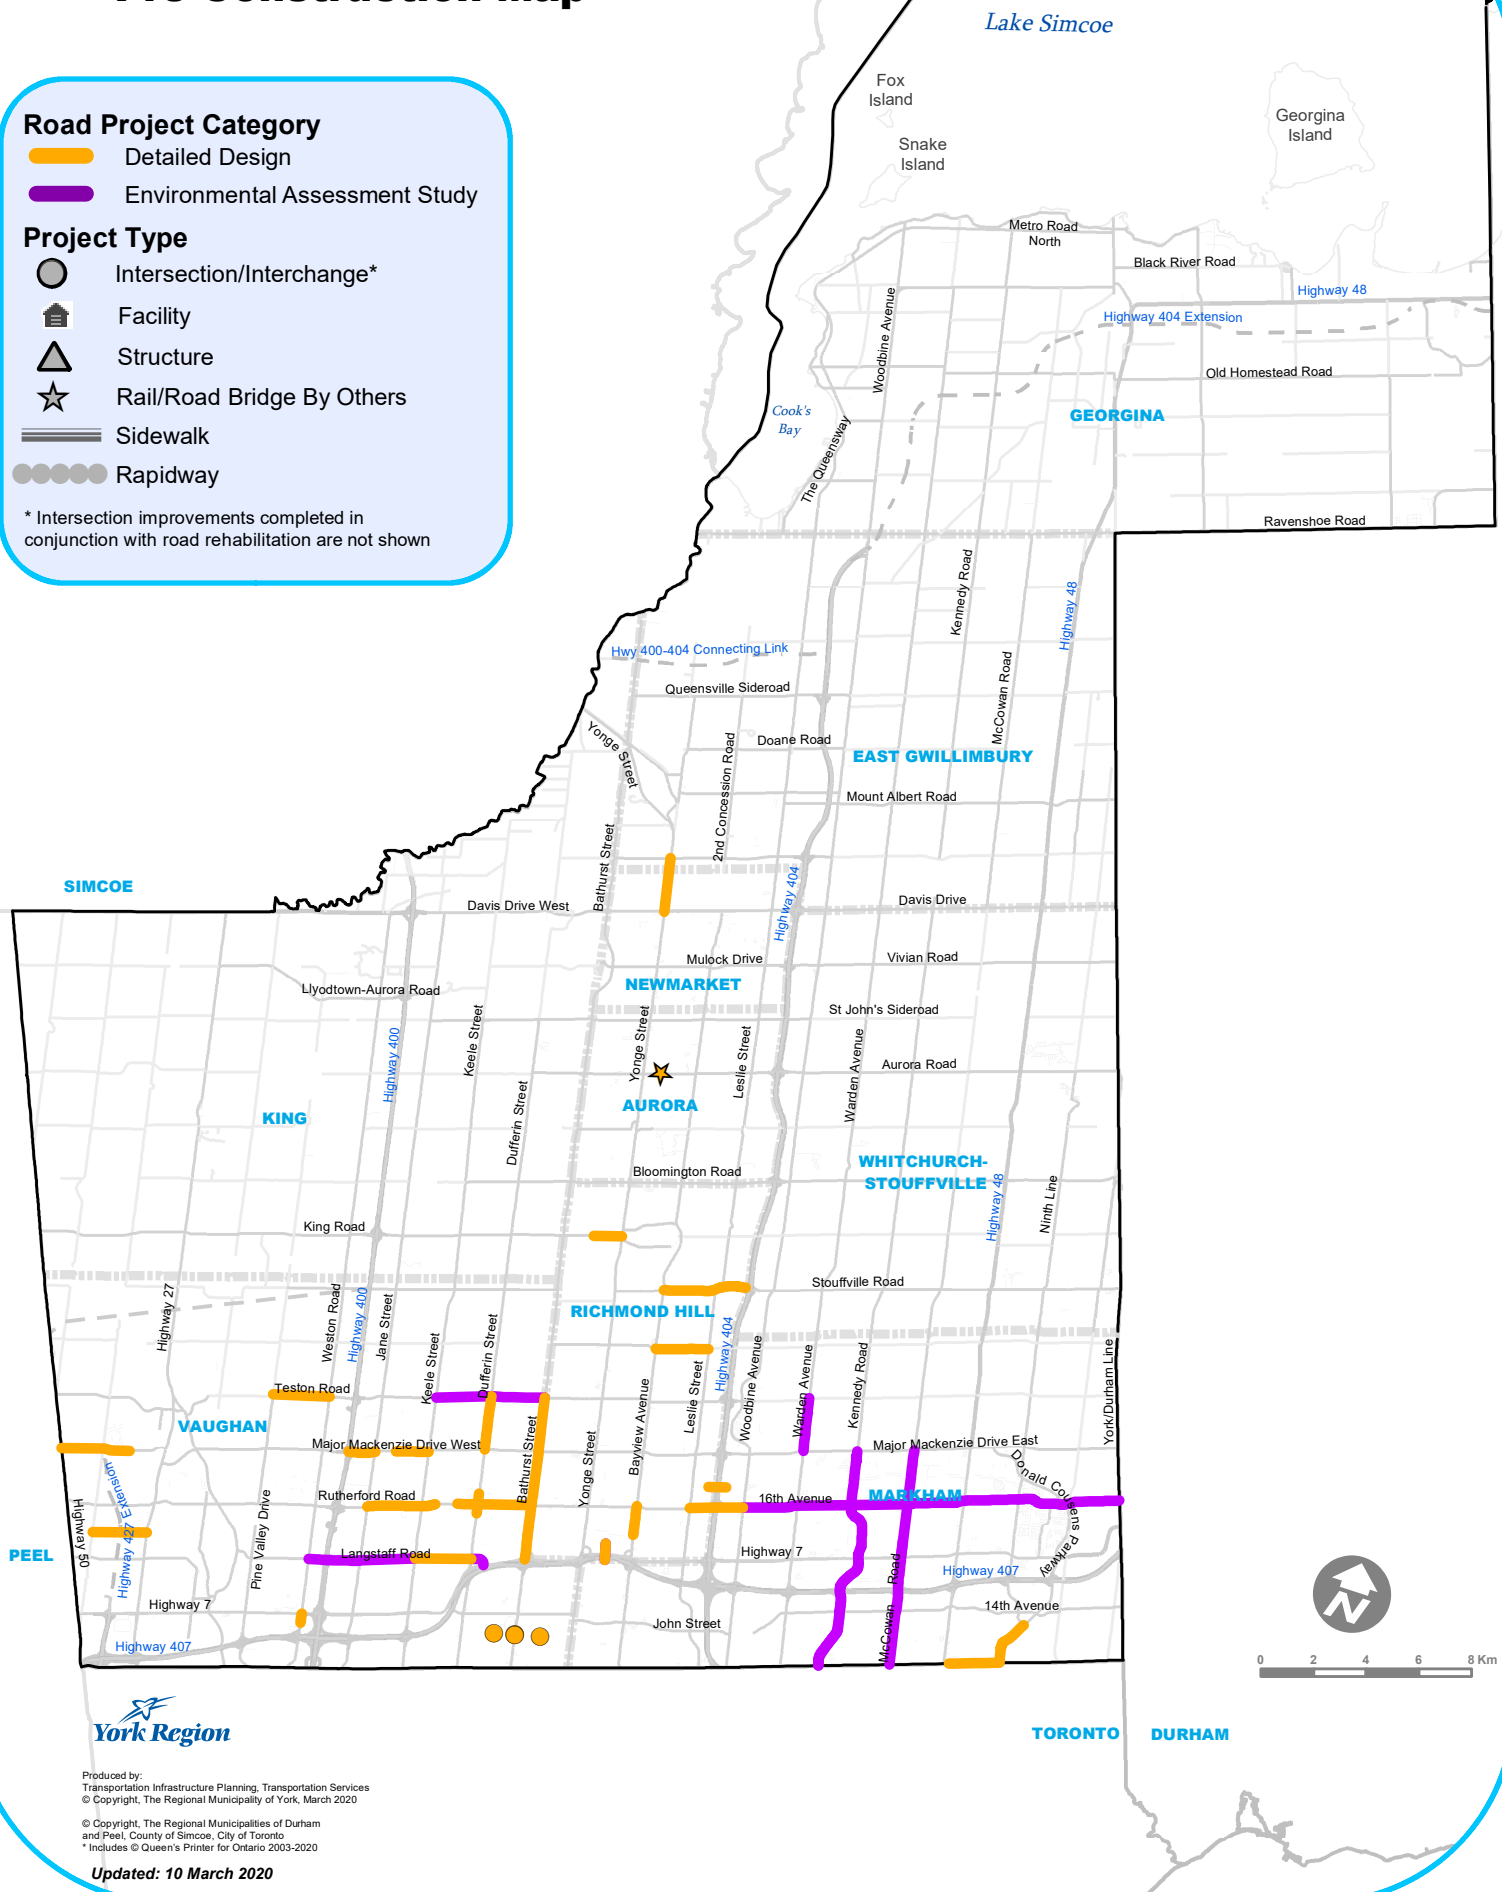 Pre-Construction Map
Lake Simcoe
Fox
Island
Georgina
Island
Snake
Island
Road Project Category
Detailed Design
Environmental Assessment Study
Project Type
Intersection/Interchange*
Facility
Structure
Rail/Road Bridge By Others
Sidewalk
Rapidway
* Intersection improvements completed in
conjunction with road rehabilitation are not shown
Metro Road
North
Black River Road
Highway 48
Highway 404 Extension
Woodbine Avenue
Old Homestead Road
GEORGINA
Cook's
Bay
The Queensway
Ravenshoe Road
Kennedy Road
Highway 48
Hwy 400-404 Connecting Link
Queensville Sideroad
McCowan Road
Yonge Street
2nd Concession Road
Doane Road
EAST GWILLIMBURY
Mount Albert Road
Bathurst Street
SIMCOE
Davis Drive West
Highway 404
Davis Drive
Mulock Drive
Vivian Road
NEWMARKET
Llyodtown-Aurora Road
St John's Sideroad
Highway 400
Keele Street
Yonge Street
Leslie Street
Warden Avenue
Aurora Road
KING
Dufferin Street
AURORA
Bloomington Road
WHITCHURCH-
STOUFFVILLE
Highway 48
Ninth Line
King Road
Stouffville Road
Highway 27
Weston Road
Highway 400
Jane Street
Keele Street
Dufferin Street
RICHMOND HILL
Highway 404
Leslie Street
Woodbine Avenue
Warden Avenue
Kennedy Road
York/Durham Line
Teston Road
VAUGHAN
Bayview Avenue
Major Mackenzie Drive West
Bathurst Street
Yonge Street
Major Mackenzie Drive East
Donald Cousens Parkway
Rutherford Road
16th Avenue
MARKHAM
Highway 50
Highway 427 Extension
Pine Valley Drive
PEEL
Langstaff Road
Highway 7
McCowan Road
Highway 407
Highway 7
John Street
14th Avenue
Highway 407
N
0 2 4 6 8 Km
York Region
TORONTO
DURHAM
Produced by:
Transportation Infrastructure Planning, Transportation Services
© Copyright, The Regional Municipality of York, March 2020
© Copyright, The Regional Municipalities of Durham
and Peel, County of Simcoe, City of Toronto
* Includes © Queen's Printer for Ontario 2003-2020
Updated: 10 March 2020